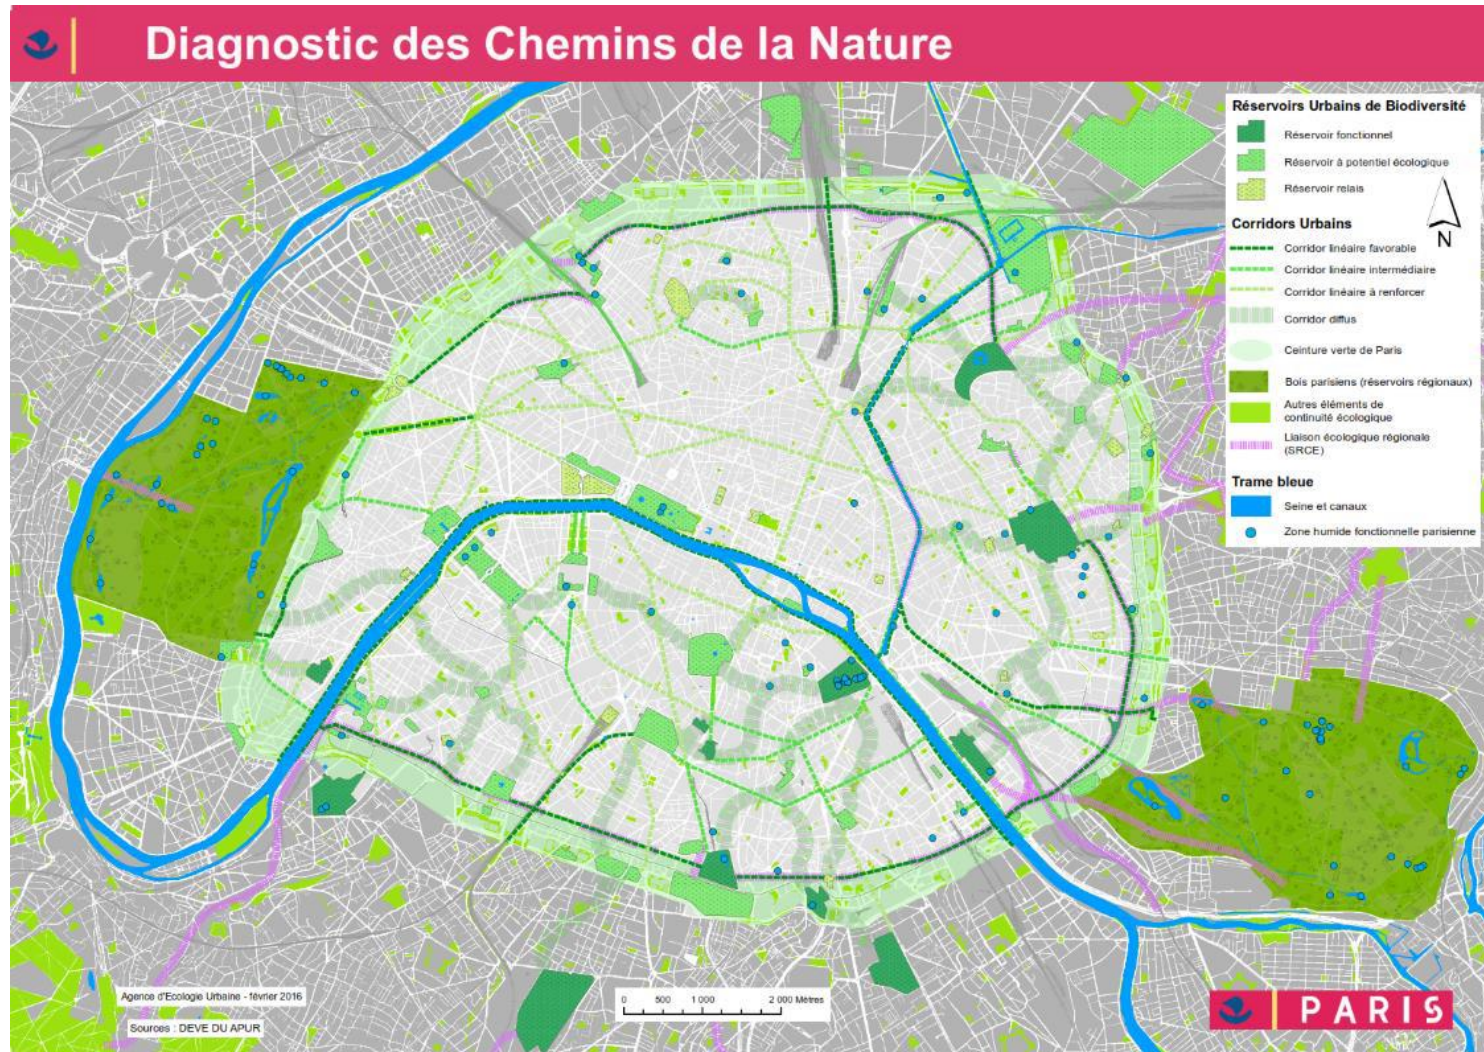 Diagnostic des Chemins de la Nature
Réservoirs Urbains de Biodiversité
Réservoir fonctionnel
Réservoir à potentiel écologique
Réservoir relais
N
Corridors Urbains
Corridor linéaire favorable
Corridor linéaire intermédiaire
Corridor linéaire à renforcer
Corridor diffus
Ceinture verte de Paris
Bois parisiens (réservoirs régionaux)
Autres éléments de
continuité écologique
Liaison écologique régionale
(SRCE)
Trame bleue
Seine et canaux
Zone humide fonctionnelle parisienne
Agence d'Ecologie Urbaine - février 2016
Sources : DEVE DU APUR
0 500 1 000 2 000 Mètres
PARIS